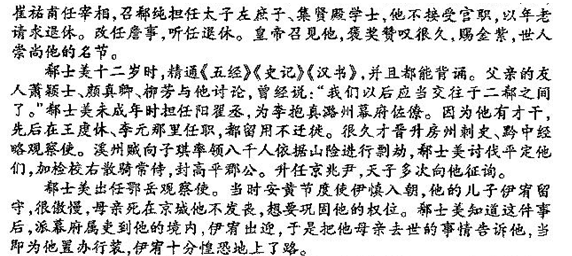 崔祐甫任宰相，召郗纯担任太子左庶子、集贤殿学士，他不接受官职，以年老
请求退休。改任詹事，听任退休。皇帝召见他，褒奖赞叹很久，赐金紫，世人
崇尚他的名节。
郗士美十二岁时，精通《五经》《史记》《汉书》，并且都能背诵。父亲的友
人萧颖士、颜真卿、柳芳与他讨论，曾经说：“我们以后应当交往于二郗之间
了。”郗士美未成年时担任阳翟丞，为李抱真潞州幕府佐僚。因为他有才干，
先后在王虔休、李元那里任职，都留用不迁徙。很久才晋升房州刺史、黔中经
略观察使。溪州贼向子琪率领八千人依据山险进行剽劫，郗士美讨伐平定他
们，加检校右散骑常侍，封高平郡公。升任京兆尹，天子多次向他征询。
郗士美出任鄂岳观察使。当时安黄节度使伊慎入朝，他的儿子伊宥留
守，很傲慢，母亲死在京城他不发丧，想要巩固他的权位。郗士美知道这件事
后，派幕府属吏到他的境内，伊宥出迎，于是把他母亲去世的事情告诉他，当
即为他置办行装，伊宥十分惶恐地上了路。